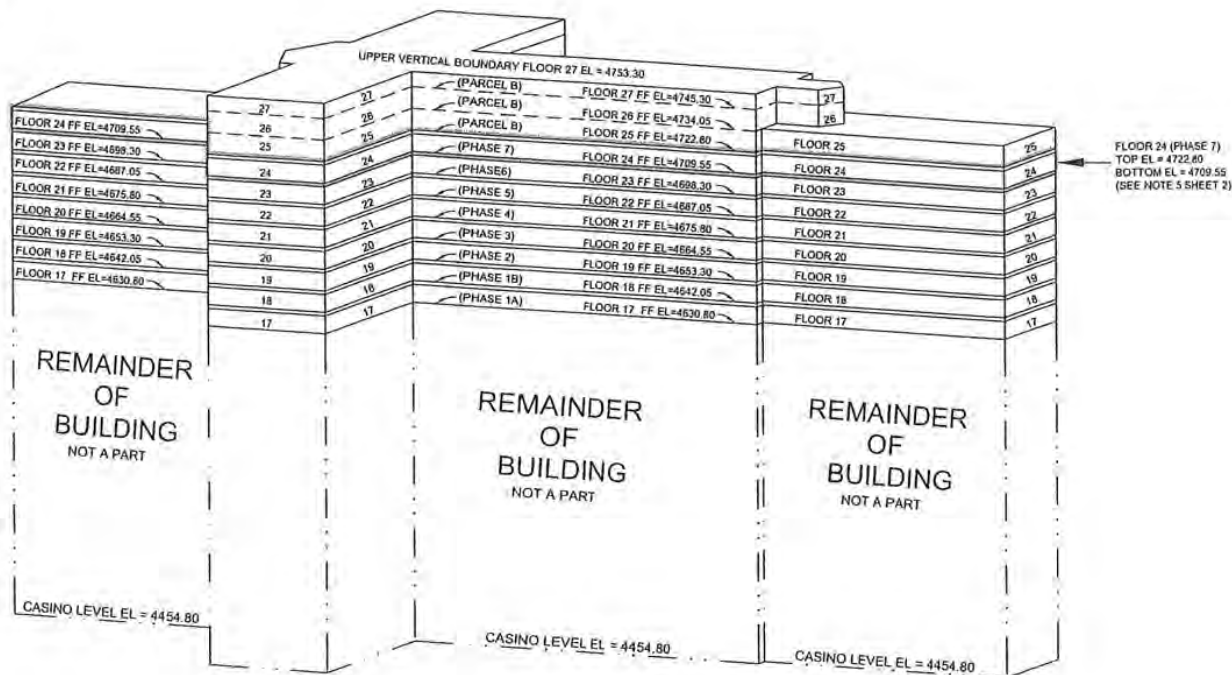 UPPER VERTICAL BOUNDARY FLOOR 27 EL = 4753.30
FLOOR 24 FF EL=4709.55
FLOOR 23 FF EL=4698.30
FLOOR 22 FF EL=4687.05
FLOOR 21 FF EL=4675.80
FLOOR 20 FF EL=4664.55
FLOOR 19 FF EL=4653.30
FLOOR 18 FF EL=4642.05
FLOOR 17 FF EL=4630.80
27
26
25
24
23
22
21
20
19
18
17
27
26
25
24
23
22
21
20
19
18
17
(PARCEL B) FLOOR 27 FF EL=4745.30
(PARCEL B) FLOOR 26 FF EL=4734.05
(PARCEL B) FLOOR 25 FF EL=4722.60
(PHASE 7) FLOOR 24 FF EL=4709.55
(PHASE6) FLOOR 23 FF EL=4698.30
(PHASE 5) FLOOR 22 FF EL=4687.05
(PHASE 4) FLOOR 21 FF EL=4675.80
(PHASE 3) FLOOR 20 FF EL=4664.55
(PHASE 2) FLOOR 19 FF EL=4653.30
(PHASE 1B) FLOOR 18 FF EL=4642.05
(PHASE 1A) FLOOR 17 FF EL=4630.80
27
26
FLOOR 25
FLOOR 24
FLOOR 23
FLOOR 22
FLOOR 21
FLOOR 20
FLOOR 19
FLOOR 18
FLOOR 17
25
24
23
22
21
20
19
18
17
FLOOR 24 (PHASE 7)
TOP EL = 4722.60
BOTTOM EL = 4709.55
(SEE NOTE 5 SHEET 2)
REMAINDER
OF
BUILDING
NOT A PART
REMAINDER
OF
BUILDING
NOT A PART
REMAINDER
OF
BUILDING
NOT A PART
CASINO LEVEL EL = 4454.80
CASINO LEVEL EL = 4454.80
CASINO LEVEL EL = 4454.80